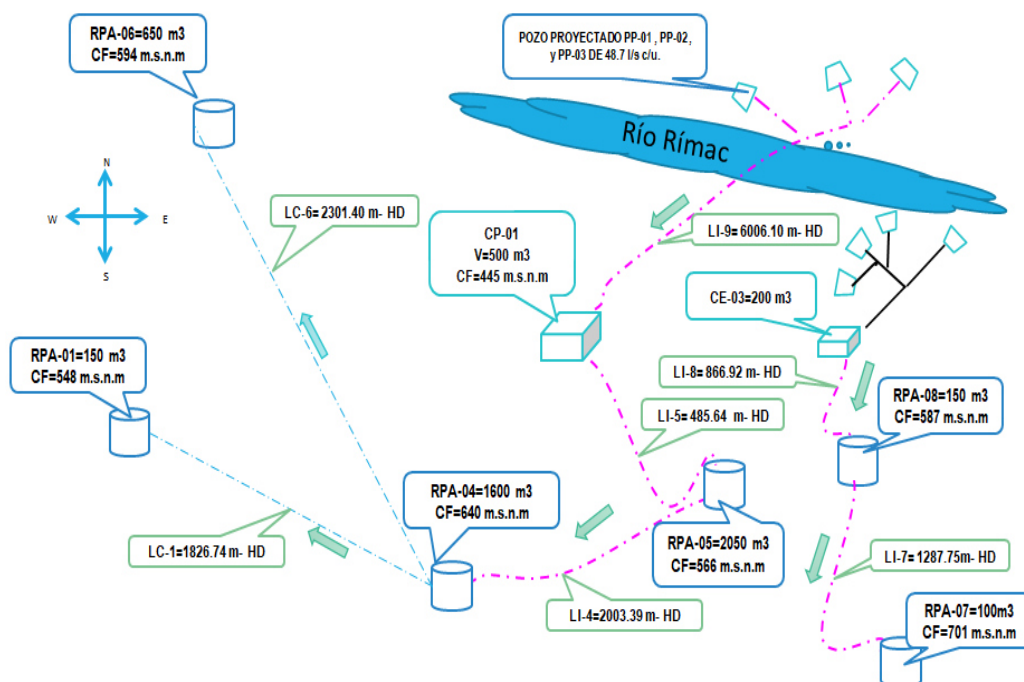 RPA-06=650 m3
CF=594 m.s.n.m
POZO PROYECTADO PP-01 , PP-02,
y PP-03 DE 48.7 l/s c/u.
Río Rímac
N
W
E
S
LC-6= 2301.40 m- HD
CP-01
V=500 m3
CF=445 m.s.n.m
LI-9= 6006.10 m- HD
CE-03=200 m3
RPA-01=150 m3
CF=548 m.s.n.m
LI-8= 866.92 m- HD
RPA-08=150 m3
CF=587 m.s.n.m
LI-5= 485.64 m- HD
RPA-04=1600 m3
CF=640 m.s.n.m
LC-1=1826.74 m- HD
RPA-05=2050 m3
CF=566 m.s.n.m
LI-7= 1287.75m- HD
LI-4=2003.39 m- HD
RPA-07=100m3
CF=701 m.s.n.m